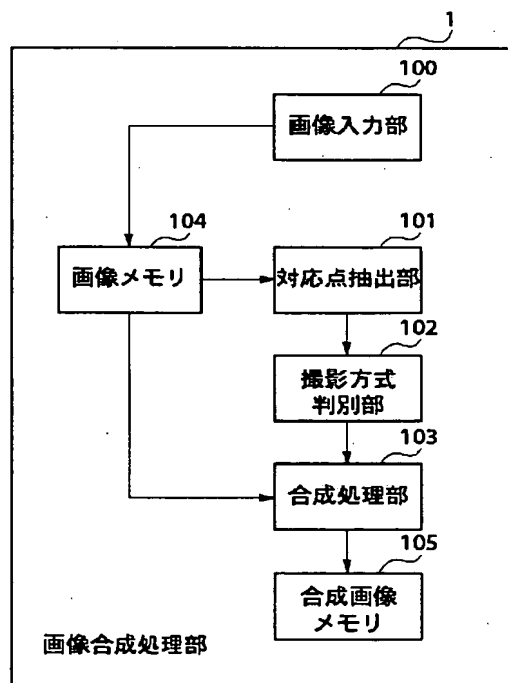 1
100
画像入力部
104
画像メモリ
101
対応点抽出部
102
撮影方式
判別部
103
合成処理部
105
合成画像
メモリ
画像合成処理部